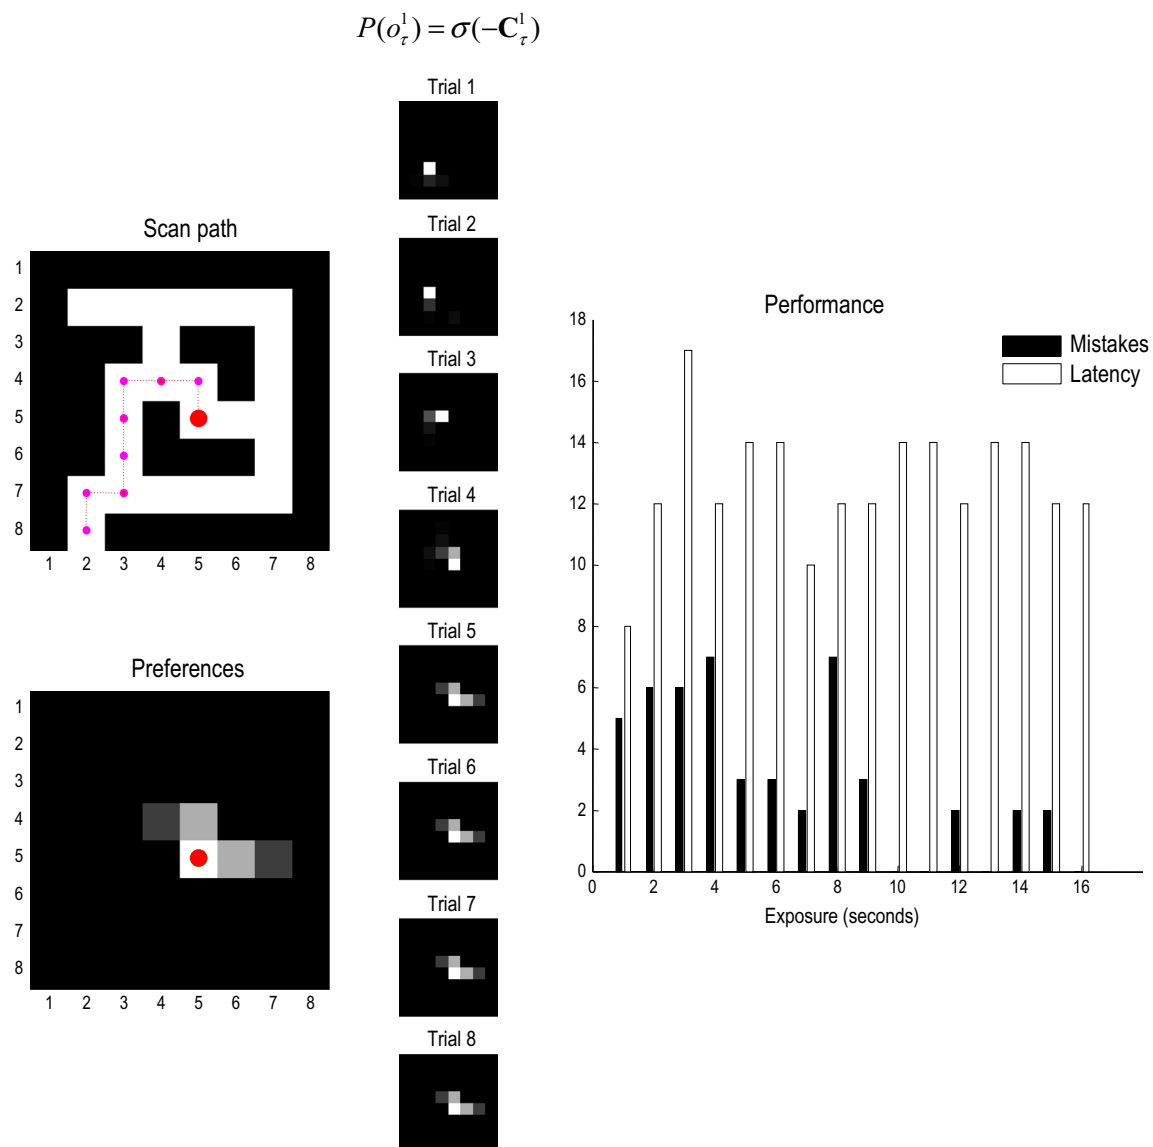 P(o¹_τ) = σ(−C¹_τ)
Trial 1
Trial 2
Trial 3
Trial 4
Trial 5
Trial 6
Trial 7
Trial 8
Scan path
1
2
3
4
5
6
7
8
1 2 3 4 5 6 7 8
Preferences
1
2
3
4
5
6
7
8
1 2 3 4 5 6 7 8
Performance
Mistakes
Latency
18
16
14
12
10
8
6
4
2
0
0 2 4 6 8 10 12 14 16
Exposure (seconds)